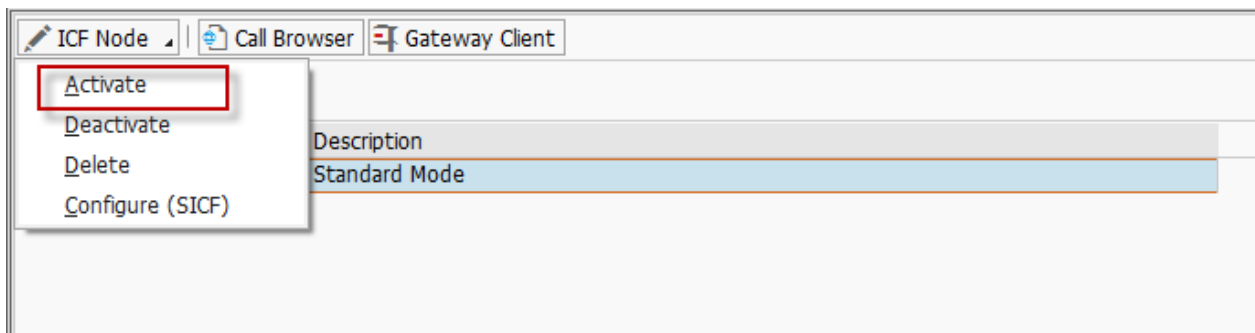 ICF Node Call Browser Gateway Client
Activate
Deactivate
Description
Delete
Standard Mode
Configure (SICF)